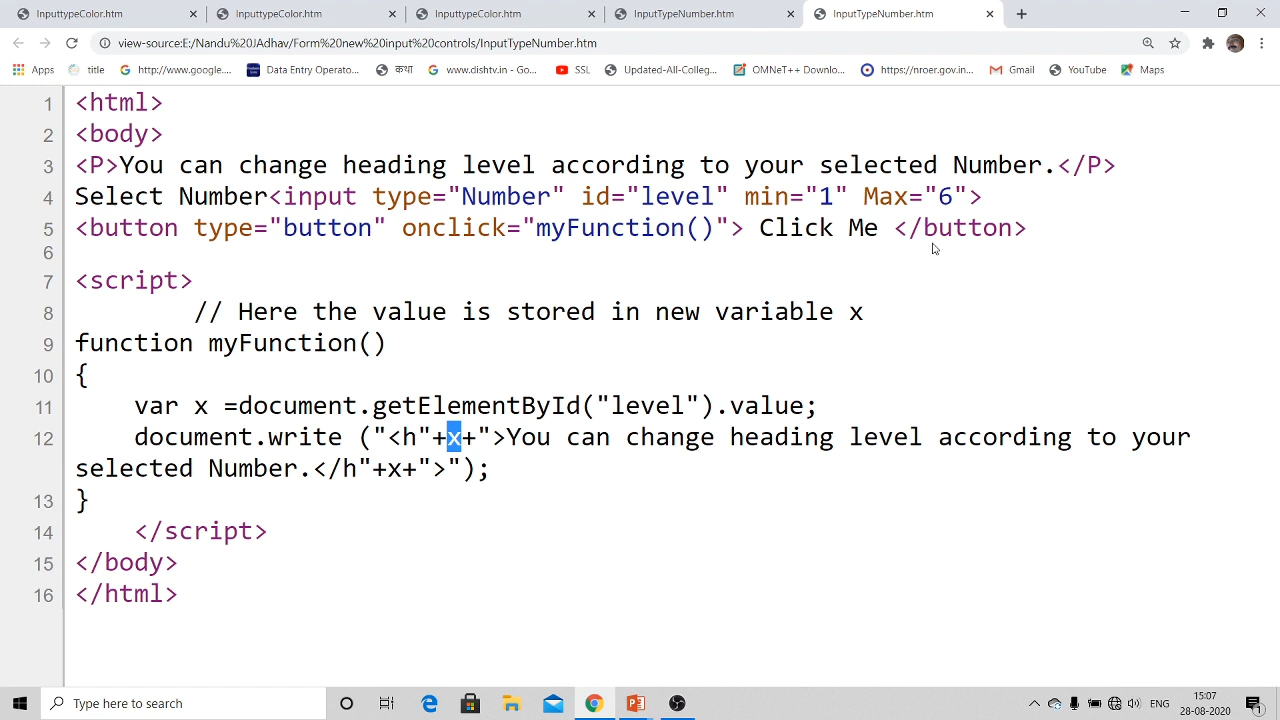 InputtypeColor.htm
InputtypeColor.htm
InputtypeColor.htm
InputTypeNumber.htm
InputTypeNumber.htm
view-source:E:/Nandu%20JAdhav/Form%20new%20input%20controls/InputTypeNumber.htm
Apps title http://www.google.... Data Entry Operato... कथा www.dishtv.in.-Go... SSL Updated-All-Deg... OMNeT++ Downlo... https://nroer.gov.... Gmail YouTube Maps
1 <html>
2 <body>
3 <P>You can change heading level according to your selected Number.</P>
4 Select Number<input type="Number" id="level" min="1" Max="6">
5 <button type="button" onclick="myFunction()"> Click Me </button>
6
7 <script>
8 // Here the value is stored in new variable x
9 function myFunction()
10 {
11 var x =document.getElementById("level").value;
12 document.write ("<h"+x+">You can change heading level according to your
selected Number.</h"+x+">");
13 }
14 </script>
15 </body>
16 </html>
Type here to search
ENG
15:07
28-08-2020
1